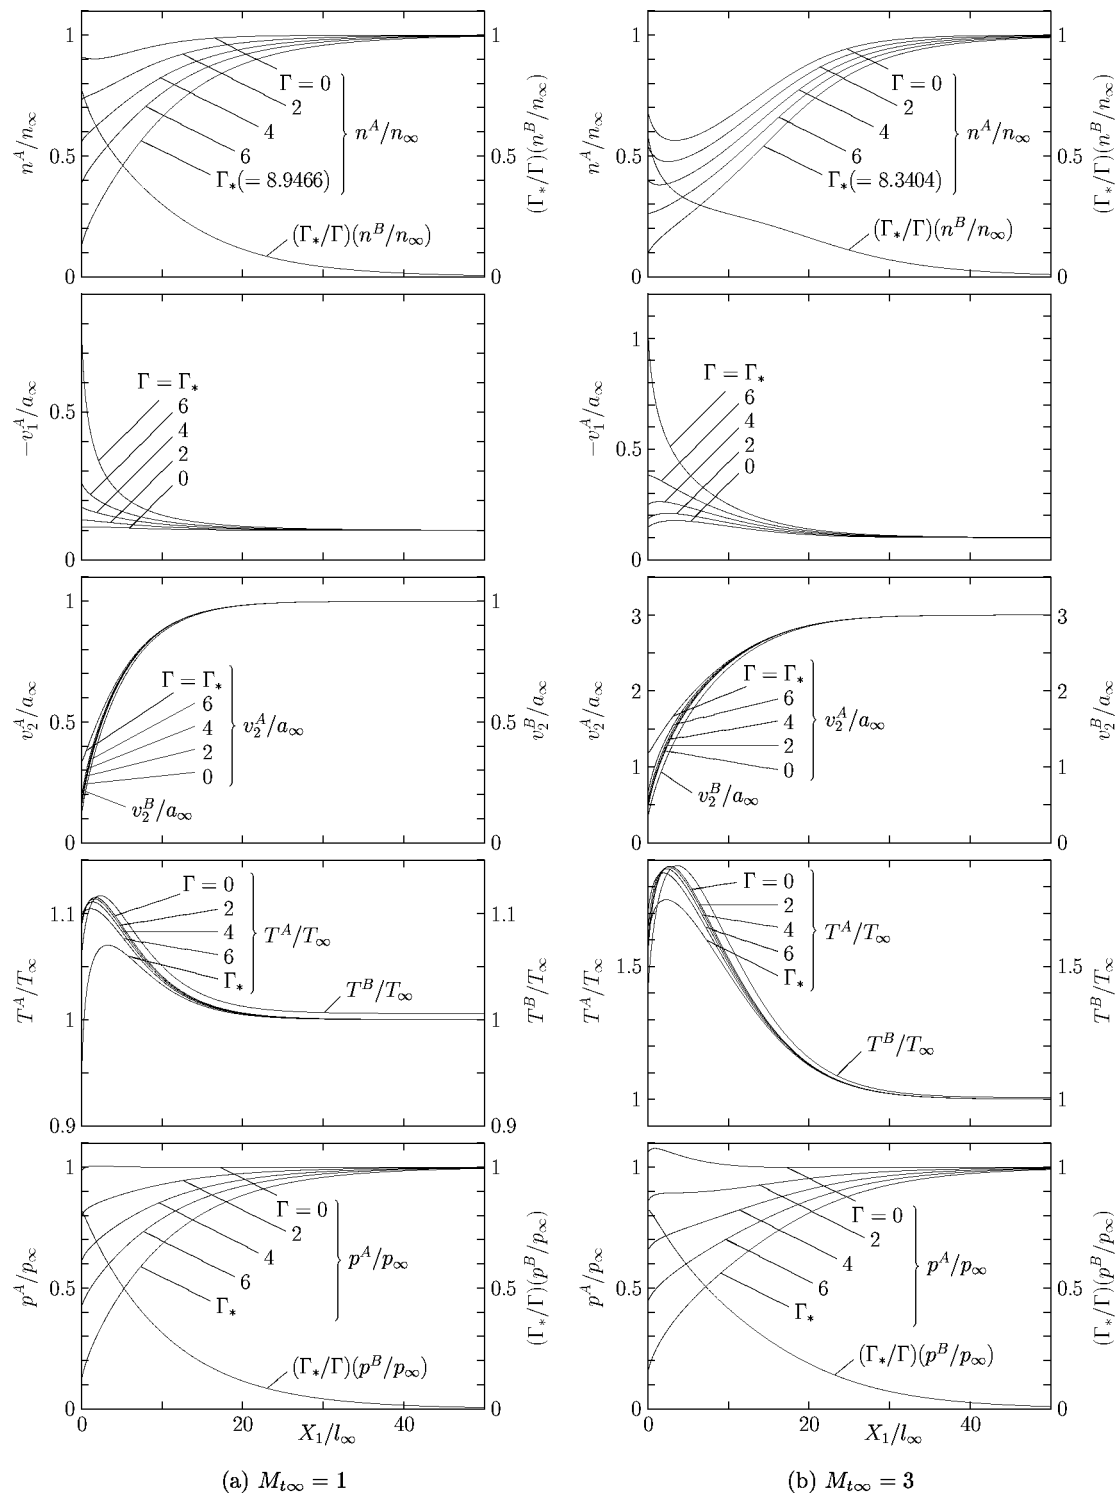 1
0.5
0
n^A/n_∞
Γ = 0
2
4
6
Γ_*(= 8.9466)
n^A/n_∞
(Γ_*/Γ)(n^B/n_∞)
1
0.5
0
(Γ_*/Γ)(n^B/n_∞)
1
0.5
0
n^A/n_∞
Γ = 0
2
4
6
Γ_*(= 8.3404)
n^A/n_∞
(Γ_*/Γ)(n^B/n_∞)
1
0.5
0
(Γ_*/Γ)(n^B/n_∞)
1
0.5
0
−v_1^A/a_∞
Γ = Γ_*
6
4
2
0
1
0.5
0
−v_1^A/a_∞
Γ = Γ_*
6
4
2
0
1
0.5
0
v_2^A/a_∞
Γ = Γ_*
6
4
2
0
v_2^A/a_∞
v_2^B/a_∞
1
0.5
0
v_2^B/a_∞
3
2
1
0
v_2^A/a_∞
Γ = Γ_*
6
4
2
0
v_2^A/a_∞
v_2^B/a_∞
3
2
1
0
v_2^B/a_∞
1.1
1
0.9
T^A/T_∞
Γ = 0
2
4
6
Γ_*
T^A/T_∞
T^B/T_∞
1.1
1
0.9
T^B/T_∞
1.5
1
T^A/T_∞
Γ = 0
2
4
6
Γ_*
T^A/T_∞
T^B/T_∞
1.5
1
T^B/T_∞
1
0.5
0
p^A/p_∞
Γ = 0
2
4
6
Γ_*
p^A/p_∞
(Γ_*/Γ)(p^B/p_∞)
1
0.5
0
(Γ_*/Γ)(p^B/p_∞)
0 20 40
X_1/l_∞
1
0.5
0
p^A/p_∞
Γ = 0
2
4
6
Γ_*
p^A/p_∞
(Γ_*/Γ)(p^B/p_∞)
1
0.5
0
(Γ_*/Γ)(p^B/p_∞)
0 20 40
X_1/l_∞
(a) M_{t∞} = 1
(b) M_{t∞} = 3